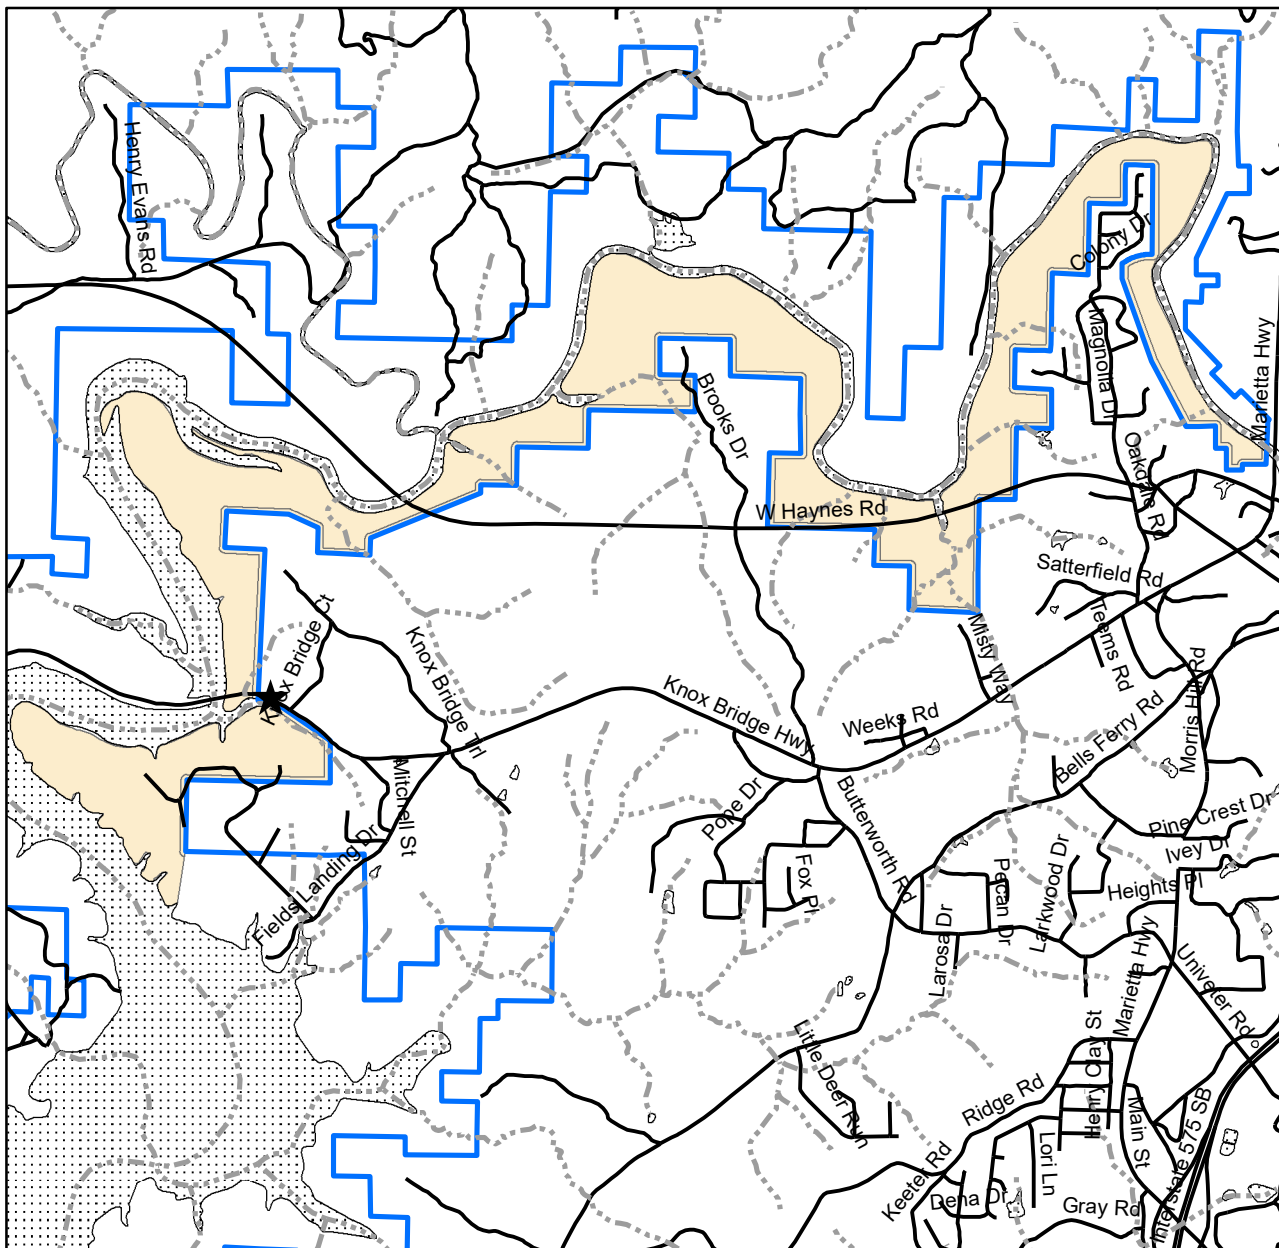 Henry Evans Rd
Colony Dr
Magnolia Dr
Marietta Hwy
Brooks Dr
Oakdale Rd
W Haynes Rd
Satterfield Rd
Knox Bridge Ct
Knox Bridge Trl
Misty Way
Teems Rd
Morris Hill Rd
Knox Bridge Hwy
Weeks Rd
Bells Ferry Rd
Mitchell St
Pope Dr
Butterworth Rd
Pine Crest Dr
Ivey Dr
Fields Landing Dr
Fox Pl
Pecan Dr
Larkwood Dr
Heights Pl
Larosa Dr
Marietta Hwy
Univeter Rd
Little Deer Run
Ridge Rd
Henry Clay St
Main St
Interstate 575 SB
Keeter Rd
Dena Dr
Lori Ln
Gray Rd